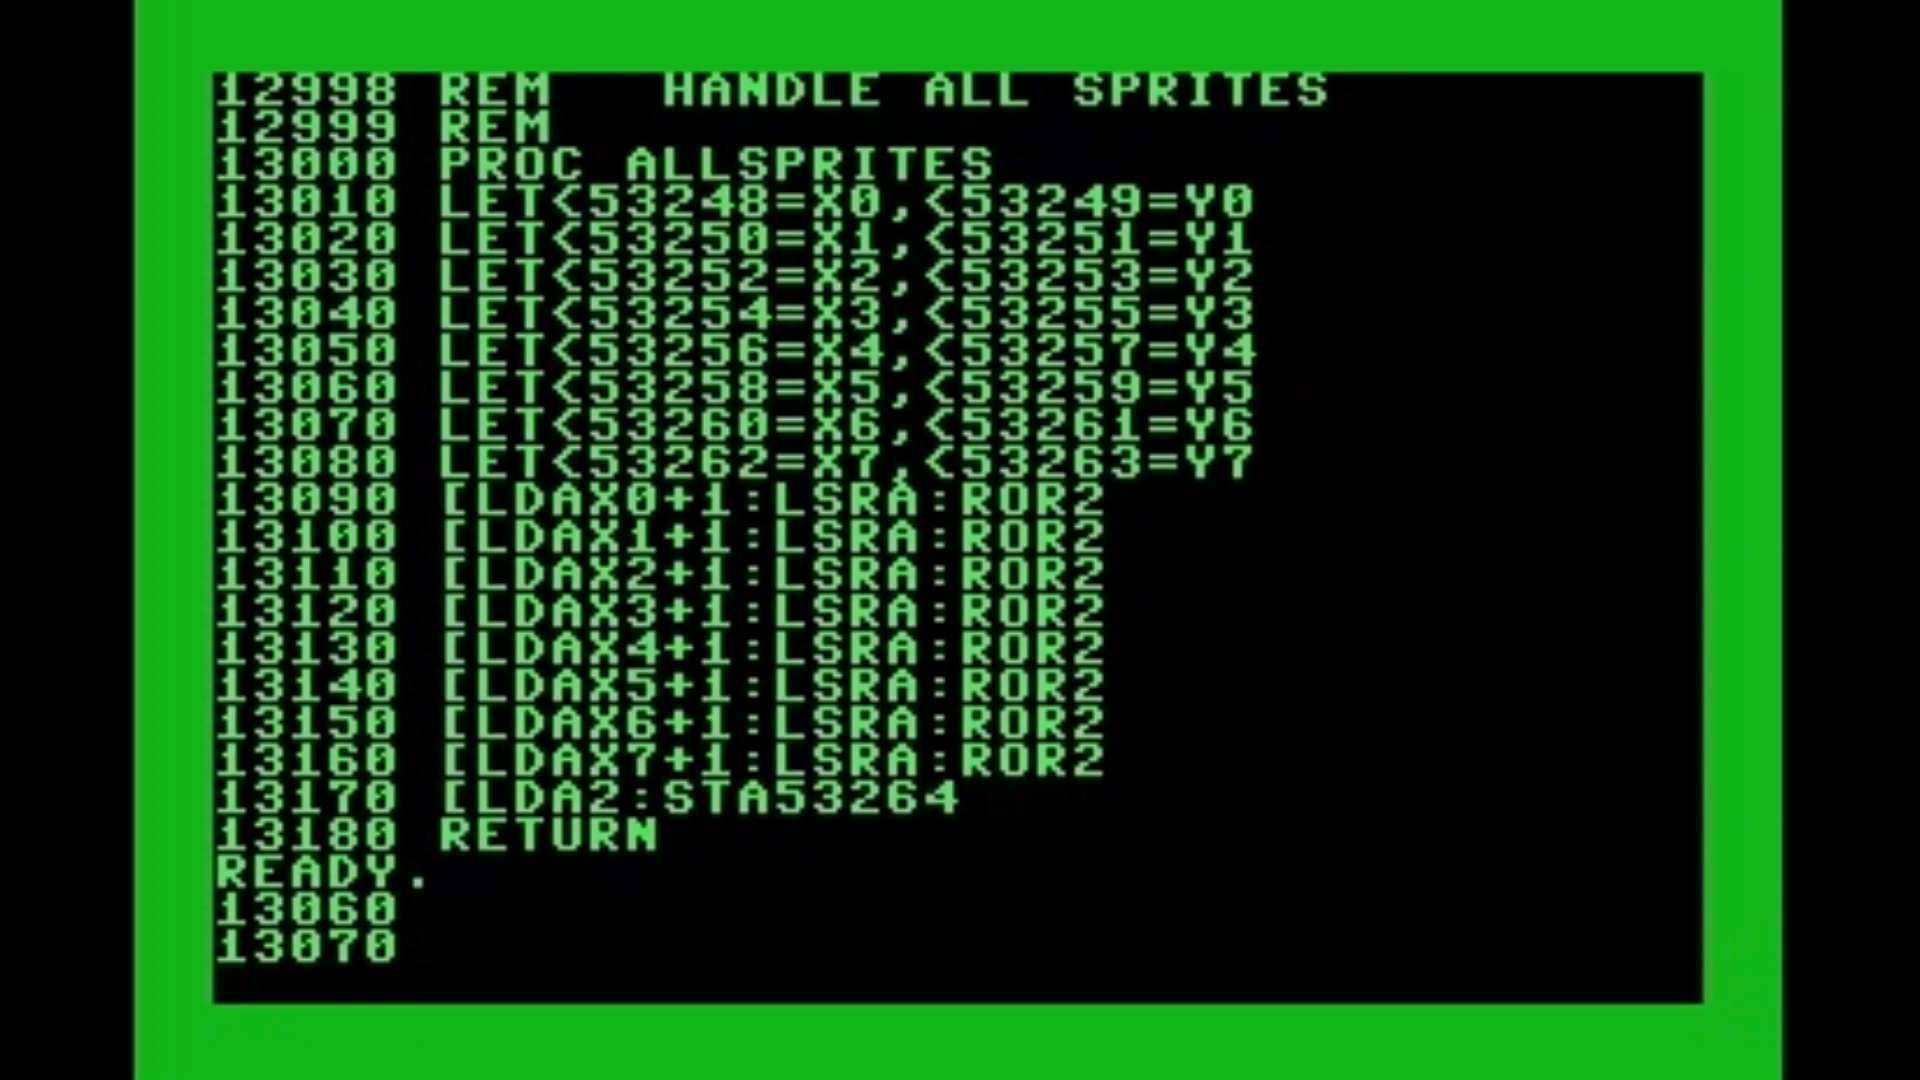 12998 REM   HANDLE ALL SPRITES
12999 REM
13000 PROC ALLSPRITES
13010 LET<53248=X0,<53249=Y0
13020 LET<53250=X1,<53251=Y1
13030 LET<53252=X2,<53253=Y2
13040 LET<53254=X3,<53255=Y3
13050 LET<53256=X4,<53257=Y4
13060 LET<53258=X5,<53259=Y5
13070 LET<53260=X6,<53261=Y6
13080 LET<53262=X7,<53263=Y7
13090 [LDAX0+1:LSRA:ROR2
13100 [LDAX1+1:LSRA:ROR2
13110 [LDAX2+1:LSRA:ROR2
13120 [LDAX3+1:LSRA:ROR2
13130 [LDAX4+1:LSRA:ROR2
13140 [LDAX5+1:LSRA:ROR2
13150 [LDAX6+1:LSRA:ROR2
13160 [LDAX7+1:LSRA:ROR2
13170 [LDA2:STA53264
13180 RETURN
READY.
13060
13070